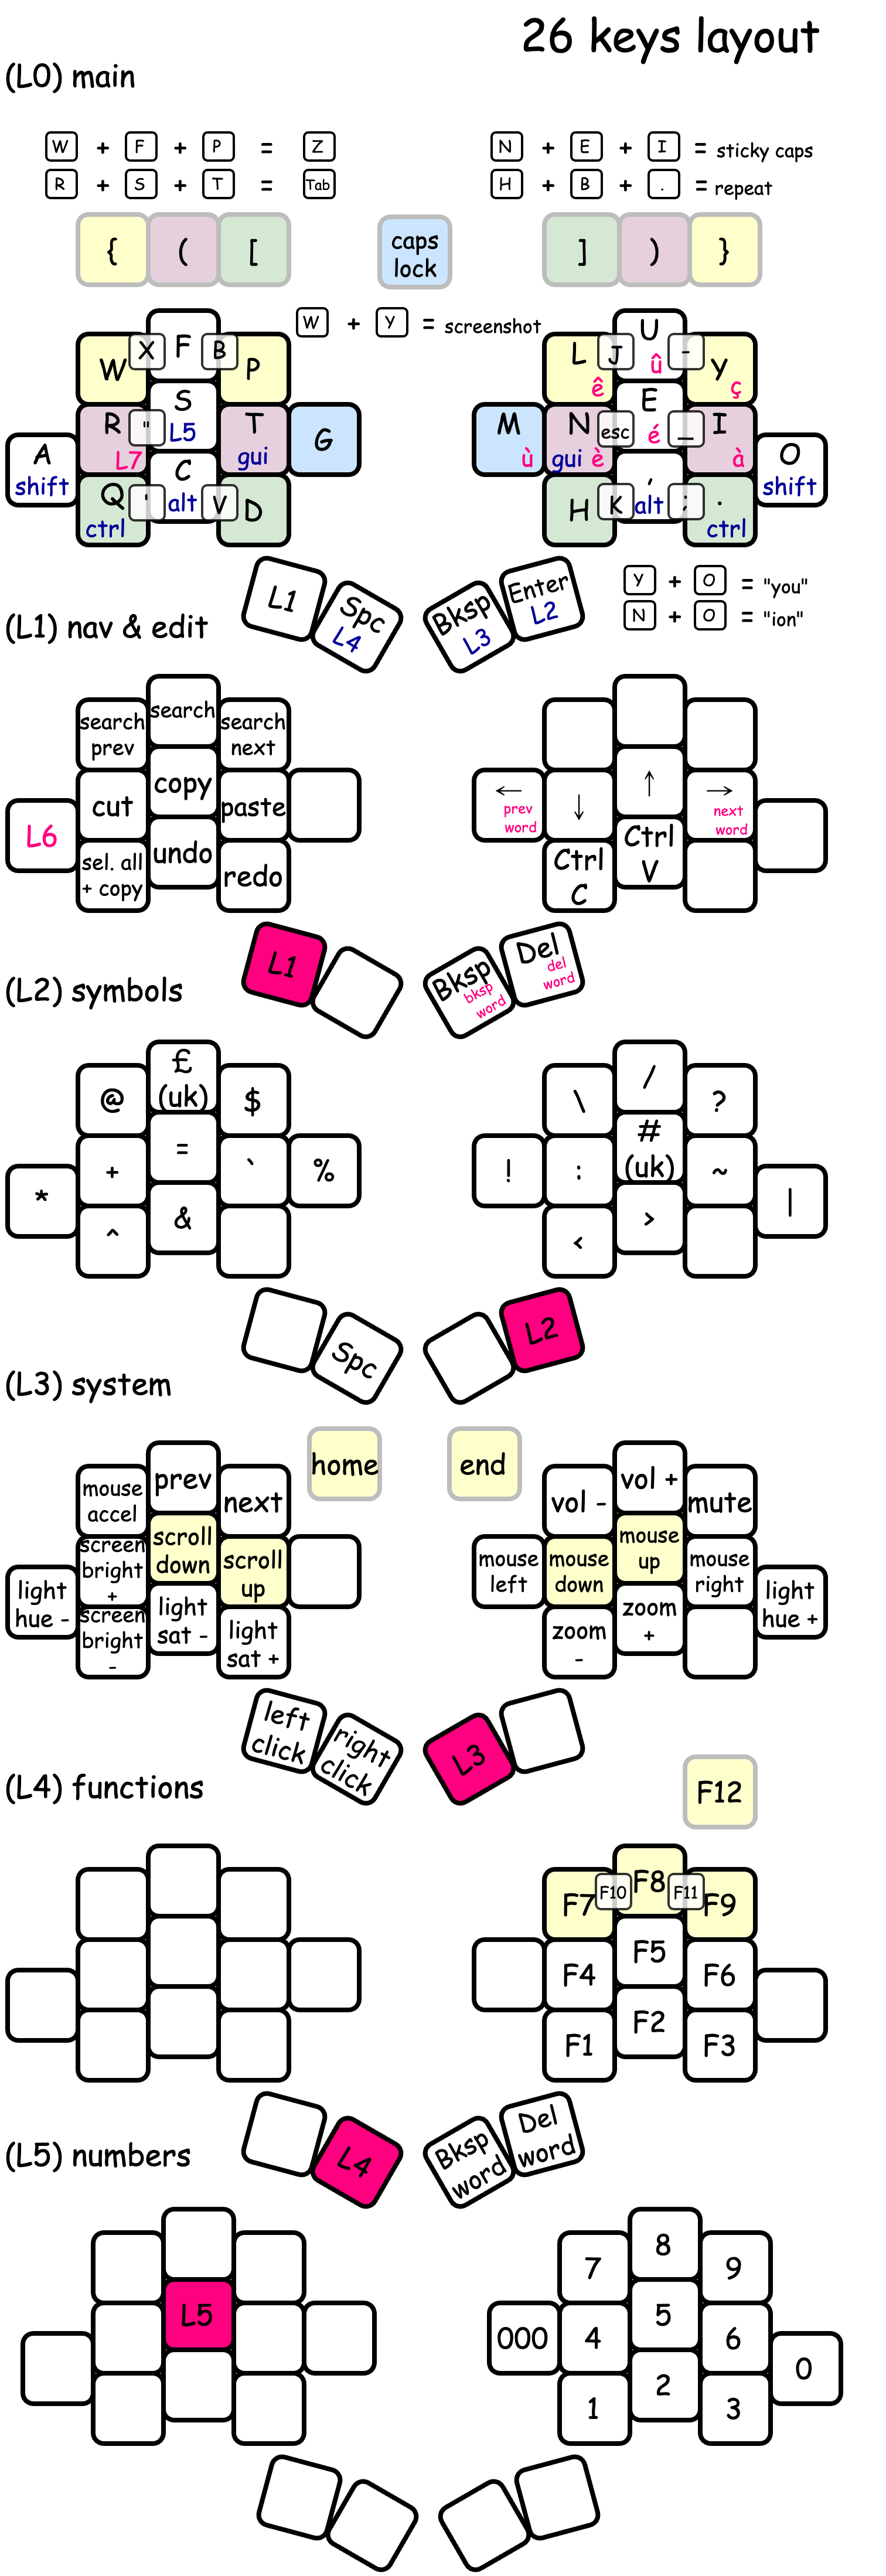 26 keys layout
(L0) main
W + F + P = Z
N + E + I = sticky caps
R + S + T = Tab
H + B + . = repeat
{ ( [
caps
lock
] ) }
W + Y = screenshot
W X F B P
L ê J U û - Y ç
A shift
R L7 " S L5 T gui G
M ù N gui è esc E é _ I à
O shift
Q ctrl ' C alt V D
H K , alt ; . ctrl
L1 Spc L4
Bksp L3 Enter L2
Y + O = "you"
N + O = "ion"
(L1) nav & edit
search
prev
search
search
next
L6
cut
copy
paste
sel. all
+ copy
undo
redo
← prev
word
↓
↑
→ next
word
Ctrl
C
Ctrl
V
L1
Bksp
bksp
word
Del
del
word
(L2) symbols
@
£
(uk)
$
* + = ` %
^ &
\ / ?
! :
#
(uk)
~ |
< >
Spc
L2
(L3) system
home
end
mouse
accel
prev
next
light
hue -
screen
bright
+
scroll
down
scroll
up
screen
bright
-
light
sat -
light
sat +
vol -
vol +
mute
mouse
left
mouse
down
mouse
up
mouse
right
light
hue +
zoom
-
zoom
+
left
click
right
click
L3
(L4) functions
F12
F7 F10 F8 F11 F9
F4 F5 F6
F1 F2 F3
L4
Bksp
word
Del
word
(L5) numbers
7 8 9
L5
000 4 5 6 0
1 2 3